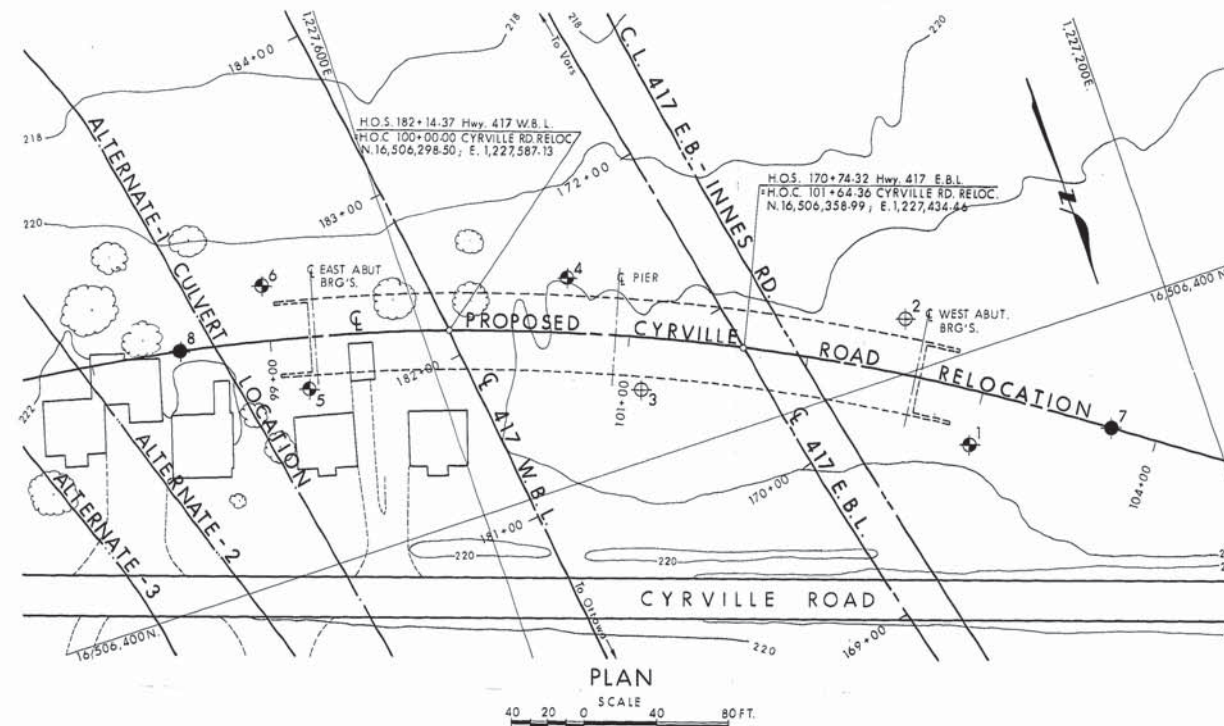 1,227,600E.
218
184+00
218
To Vars
C.L. 417 E.B.-INNES RD.
220
1,227,200E.
218
H.O.S. 182+14.37 Hwy. 417 W.B.L.
=H.O.C 100+00.00 CYRVILLE RD.RELOC.
N.16,506,298.50; E. 1,227,587.13
172+00
H.O.S. 170+74.32 Hwy. 417 E.B.L.
=H.O.C. 101+64.36 CYRVILLE RD. RELOC.
N.16,506,358.99; E.1,227,434.46
N
183+00
220
ALTERNATE-1 CULVERT LOCATION
6
℄ EAST ABUT
BRG'S.
4
℄ PIER
16,506,400 N.
2
℄ WEST ABUT.
BRG'S.
8
℄ PROPOSED CYRVILLE ROAD RELOCATION
99+00
182+00
101+00
5
3
7
1
222
℄ 417 W.B.L.
℄ 417 E.B.L.
ALTERNATE-2
ALTERNATE-3
104+00
170+00
181+00
220
220
To Ottawa
CYRVILLE ROAD
16,506,400 N.
220
169+00
PLAN
SCALE
40 20 0 40 80 FT.